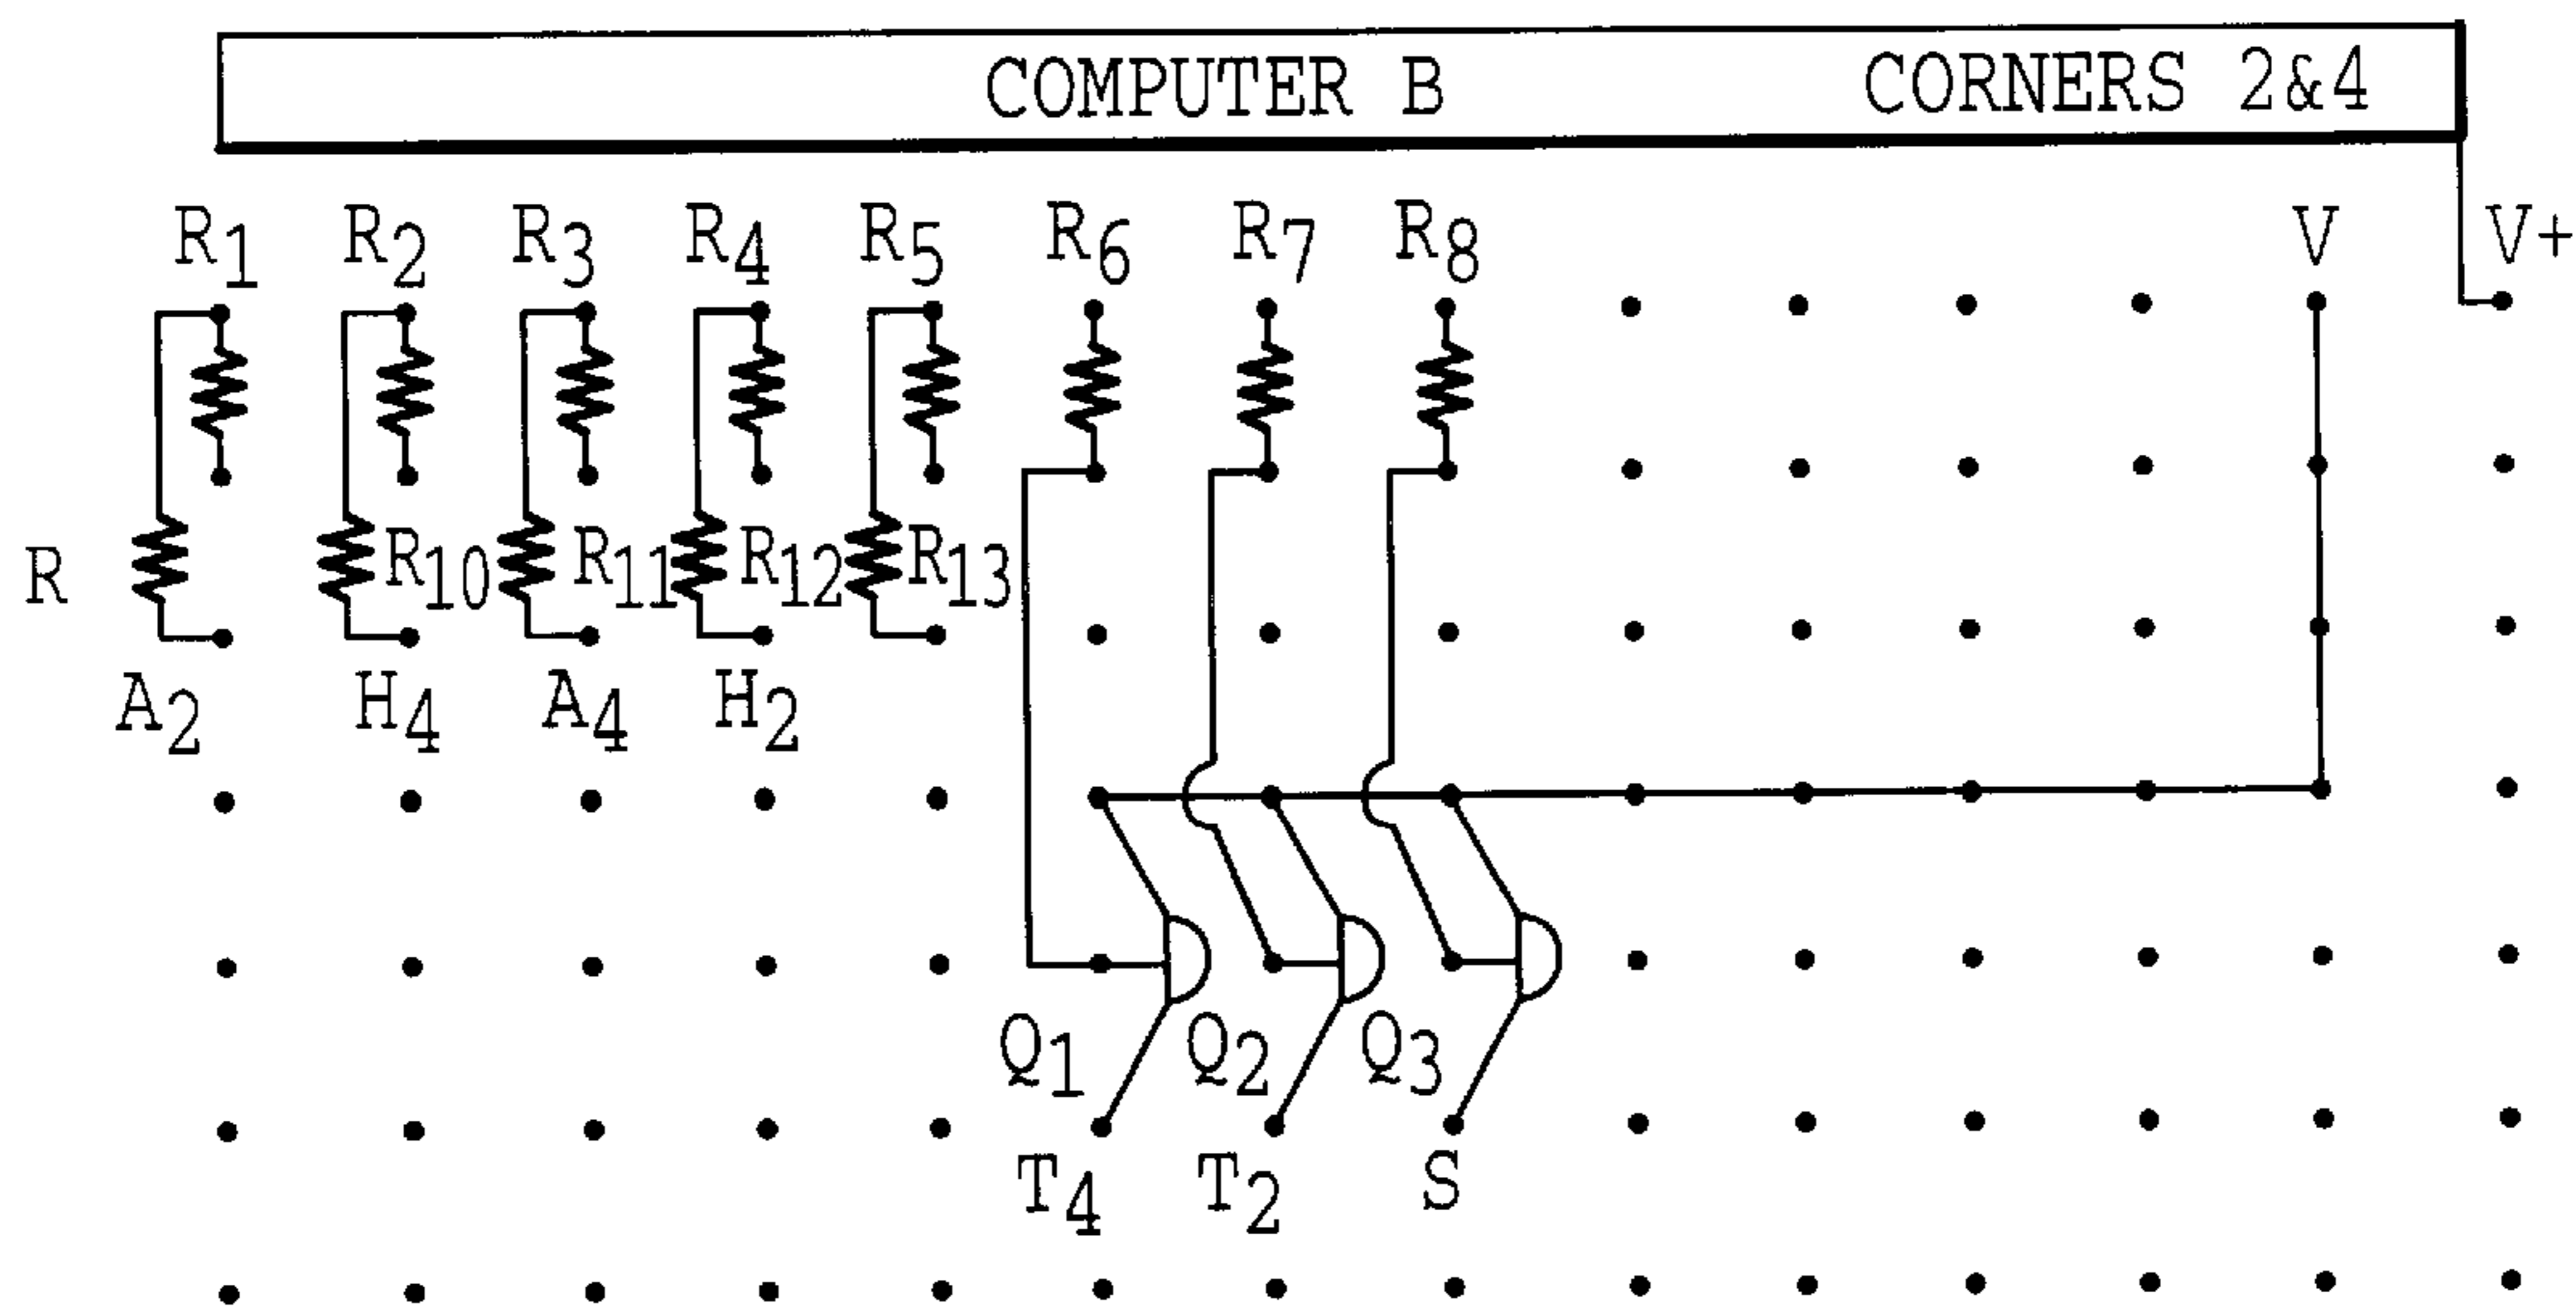 COMPUTER B CORNERS 2&4
R1 R2 R3 R4 R5 R6 R7 R8 V V+
R R10 R11 R12 R13
A2 H4 A4 H2
Q1 Q2 Q3
T4 T2 S